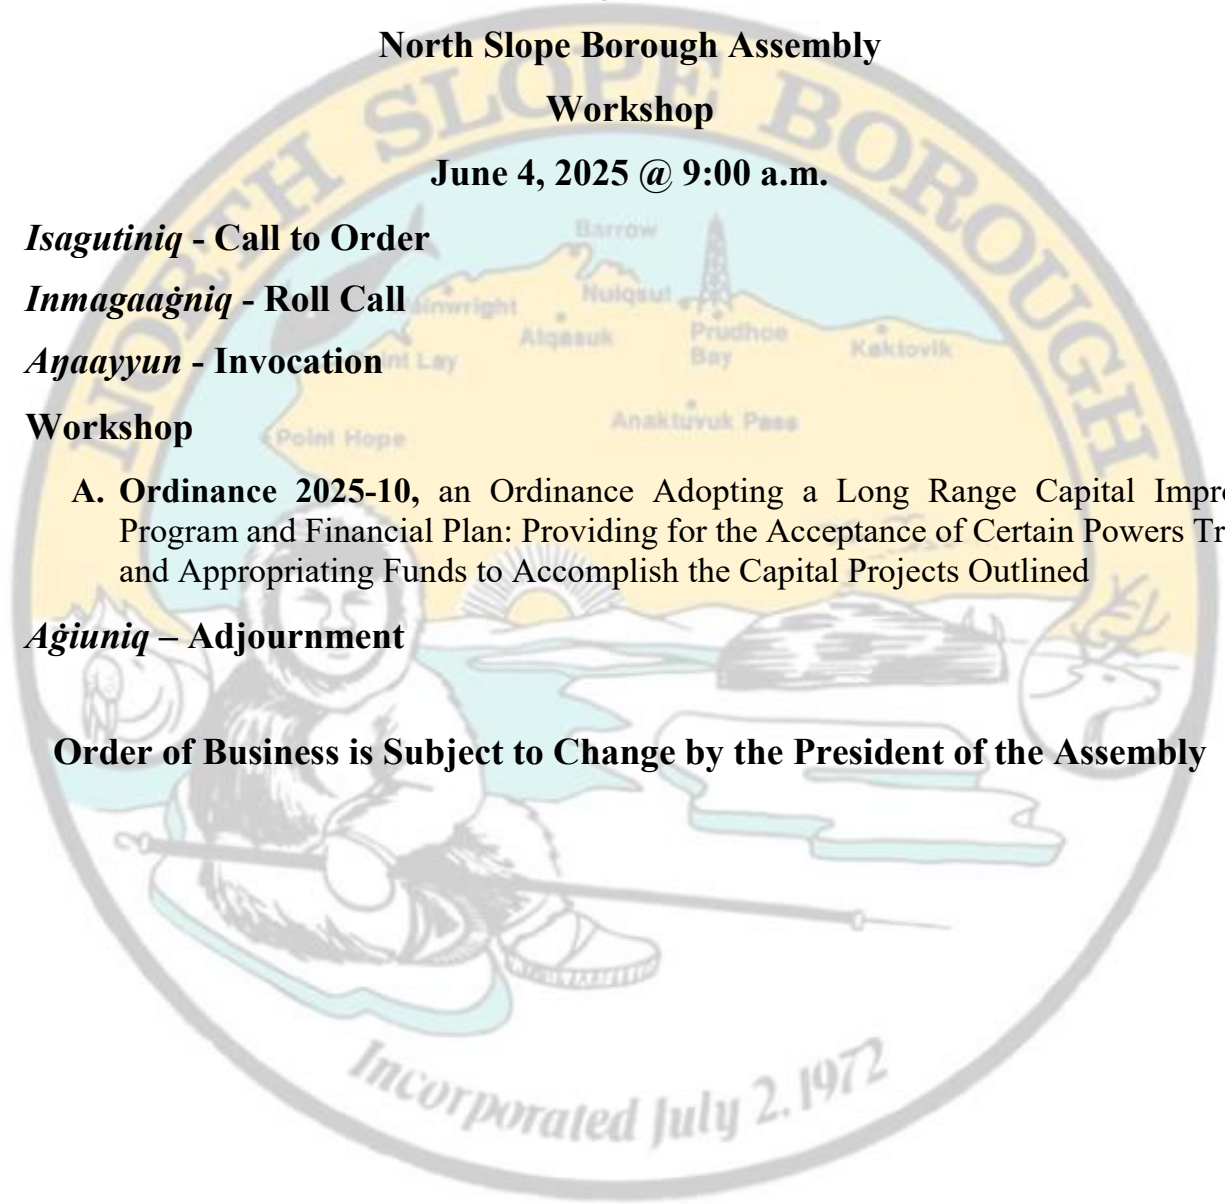 North Slope Borough Assembly
Workshop
June 4, 2025 @ 9:00 a.m.
Isagutiniq - Call to Order
Inmagaaġniq - Roll Call
Aŋaayyun - Invocation
Workshop
A. Ordinance 2025-10, an Ordinance Adopting a Long Range Capital
Program and Financial Plan: Providing for the Acceptance of Certain Powers
and Appropriating Funds to Accomplish the Capital Projects Outlined
Aġiuniq – Adjournment
Order of Business is Subject to Change by the President of the Assembly
NORTH SLOPE BOROUGH
Barrow
Nuiqsut
Atqasuk
Prudhoe
Bay
Kaktovik
Anaktuvuk Pass
Point Hope
Lay
Incorporated July 2, 1972